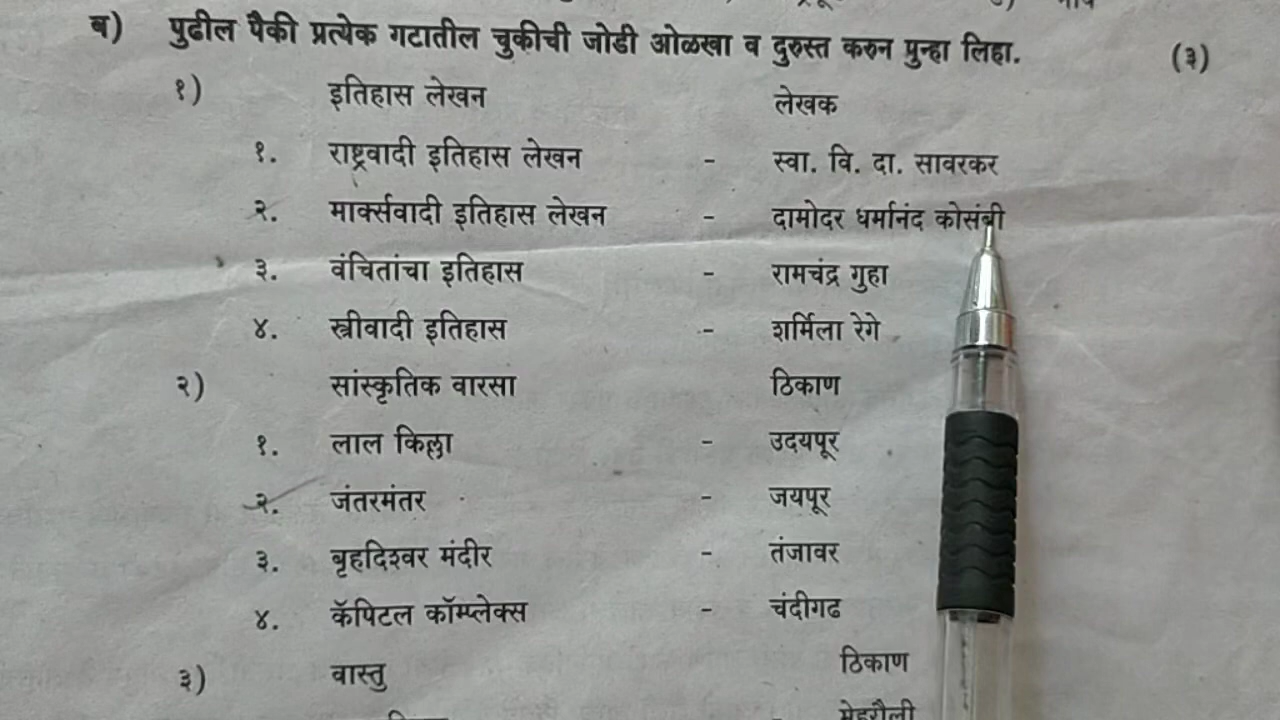 ब) पुढील पैकी प्रत्येक गटातील चुकीची जोडी ओळखा व दुरुस्त करुन पुन्हा लिहा. (३)
१) इतिहास लेखन लेखक
१. राष्ट्रवादी इतिहास लेखन - स्वा. वि. दा. सावरकर
२. मार्क्सवादी इतिहास लेखन - दामोदर धर्मानंद कोसंबी
३. वंचितांचा इतिहास - रामचंद्र गुहा
४. स्त्रीवादी इतिहास - शर्मिला रेगे
२) सांस्कृतिक वारसा ठिकाण
१. लाल किल्ला - उदयपूर
२. जंतरमंतर - जयपूर
३. बृहदिश्वर मंदीर - तंजावर
४. कॅपिटल कॉम्प्लेक्स - चंदीगढ
३) वास्तु ठिकाण
मेहरौली